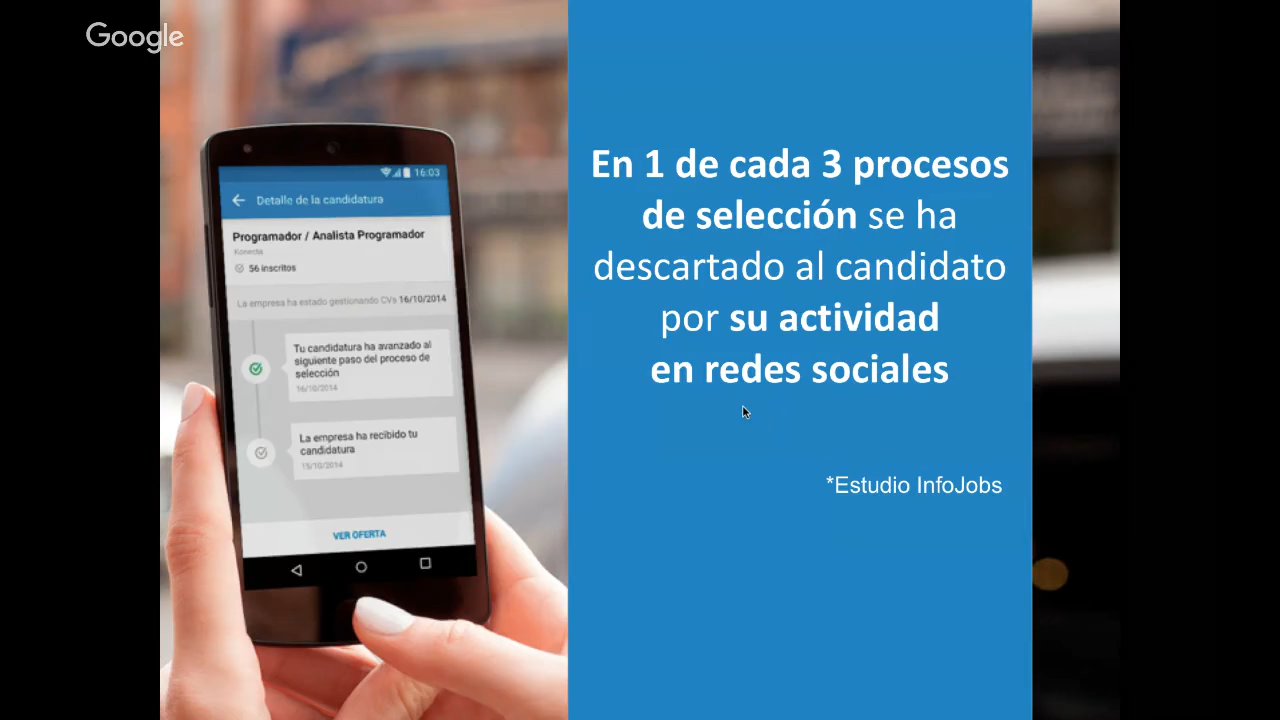 Google
16:03
Detalle de la candidatura
Programador / Analista Programador
Konecta
56 inscritos
La empresa ha estado gestionando CVs 16/10/2014
Tu candidatura ha avanzado al
siguiente paso del proceso de
selección
16/10/2014
La empresa ha recibido tu
candidatura
15/10/2014
VER OFERTA
En 1 de cada 3 procesos
de selección se ha
descartado al candidato
por su actividad
en redes sociales
*Estudio InfoJobs